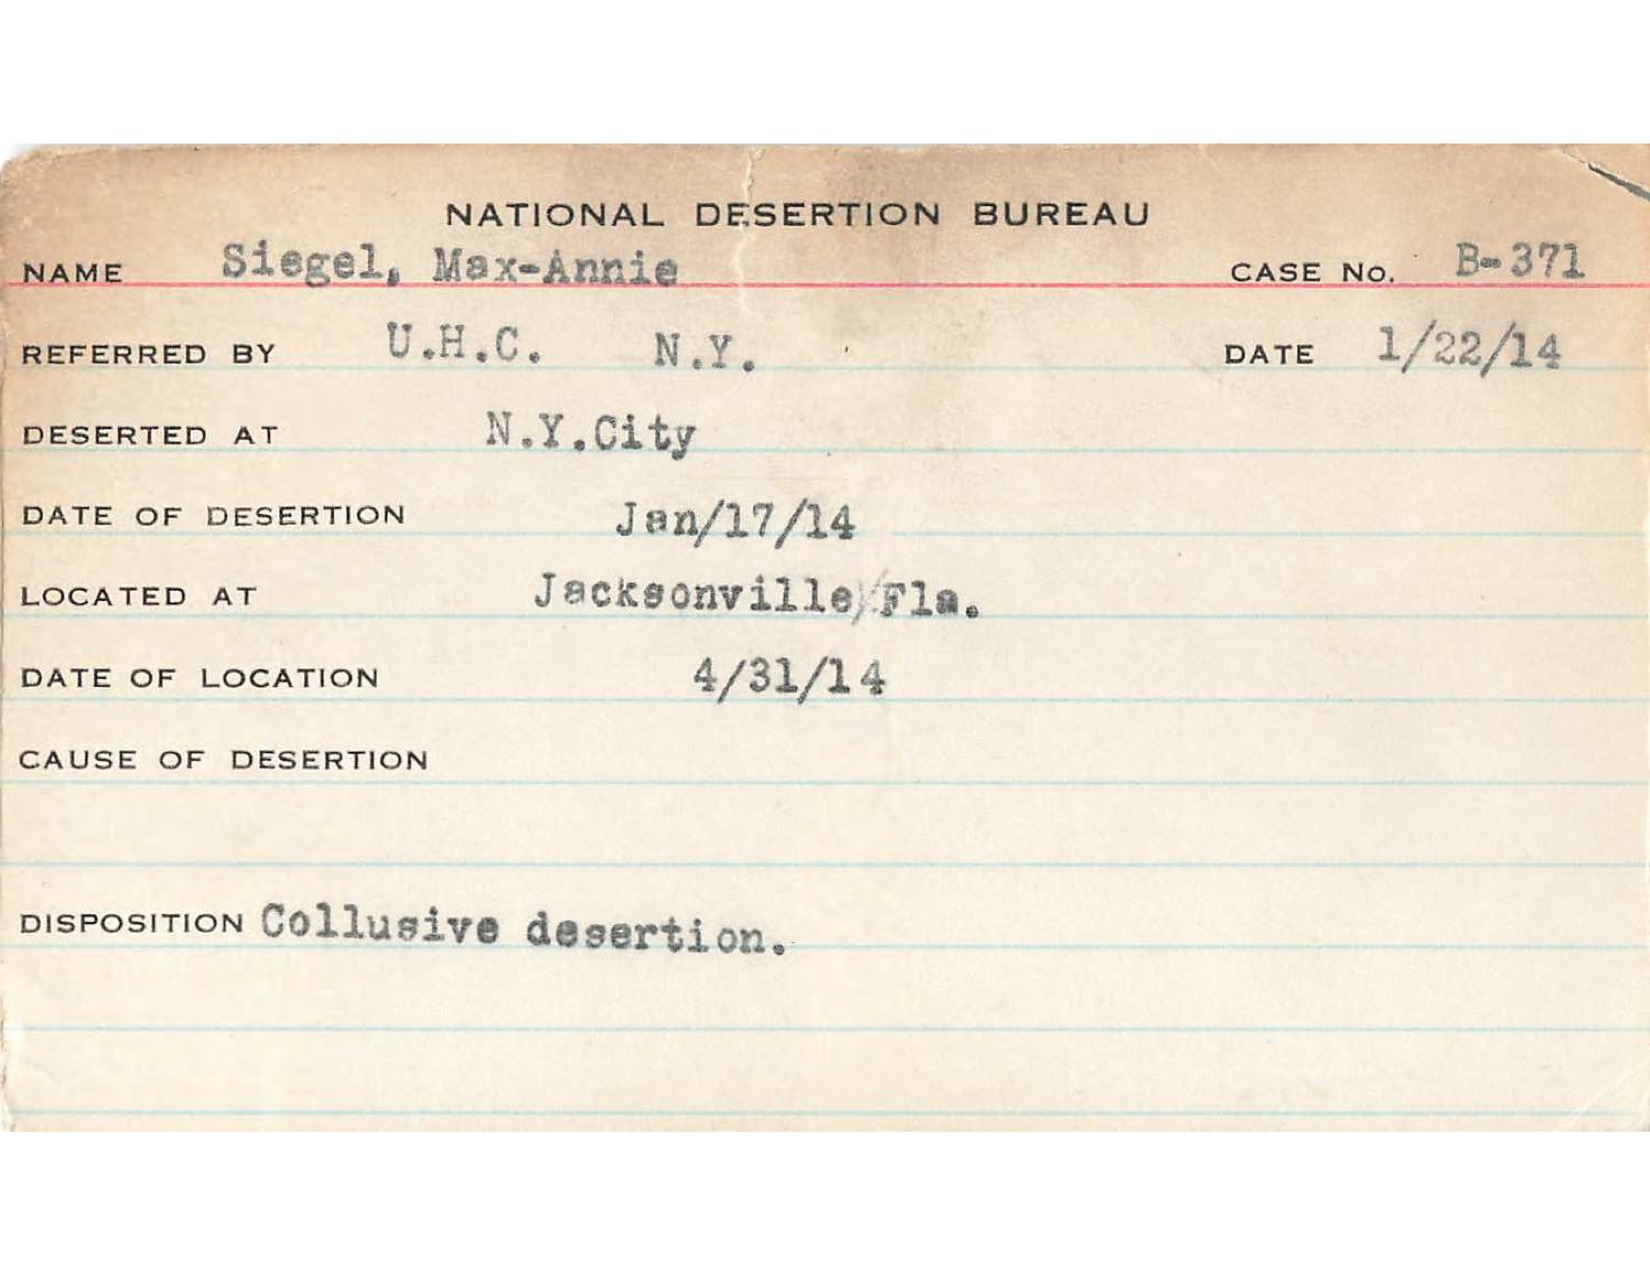 NATIONAL DESERTION BUREAU
NAME Siegel, Max-Annie CASE No. B-371
REFERRED BY U.H.C. N.Y. DATE 1/22/14
DESERTED AT N.Y.City
DATE OF DESERTION Jan/17/14
LOCATED AT Jacksonville/Fla.
DATE OF LOCATION 4/31/14
CAUSE OF DESERTION
DISPOSITION Collusive desertion.